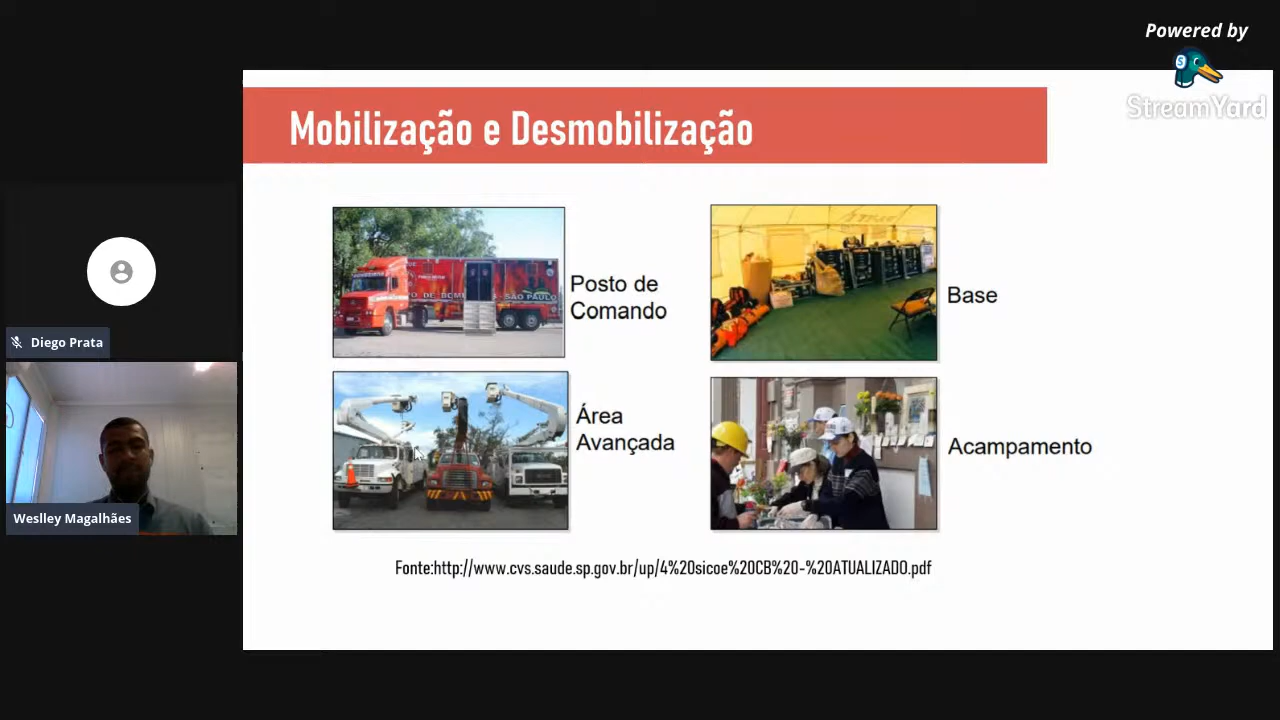 Powered by
StreamYard
Mobilização e Desmobilização
Posto de
Comando
Base
Área
Avançada
Acampamento
Fonte:http://www.cvs.saude.sp.gov.br/up/4%20sicoe%20CB%20-%20ATUALIZADO.pdf
Diego Prata
Weslley Magalhães